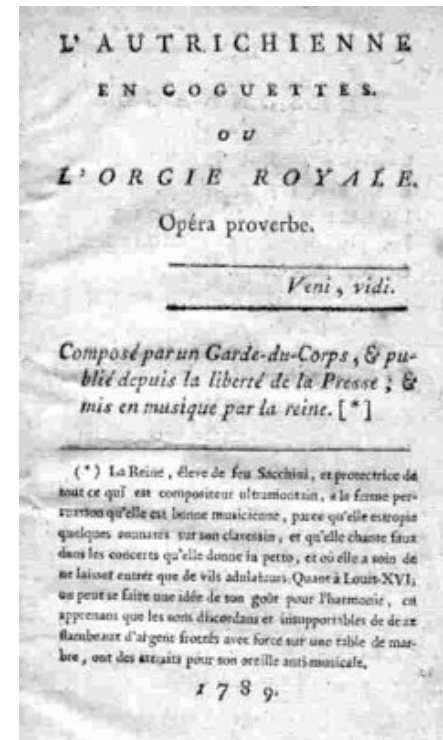 L'AUTRICHIENNE
EN GOGUETTES.
OU
L'ORGIE ROYALE.
Opéra proverbe.
Veni, vidi.
Composé par un Garde-du-Corps, & pu-
blié depuis la liberté de la Presse; &
mis en musique par la reine. [*]
(*) La Reine, éleve de feu Sacchini, et protectrice de
tout ce qui est compositeur ultramontain, a la ferme per-
suasion qu'elle est bonne musicienne, parce qu'elle estropie
quelques sonnates sur son clavessin, et qu'elle chante faux
dans les concerts qu'elle donne in petto, et où elle a soin de
ne laisser entrer que de vils adulateurs. Quant à Louis-XVI,
on peut se faire une idée de son goût pour l'harmonie, en
apprenant que les sons discordans et insupportables de deux
flambeaux d'argent frottés avec force sur une table de mar-
bre, ont des attraits pour son oreille anti-musicale.
1789.